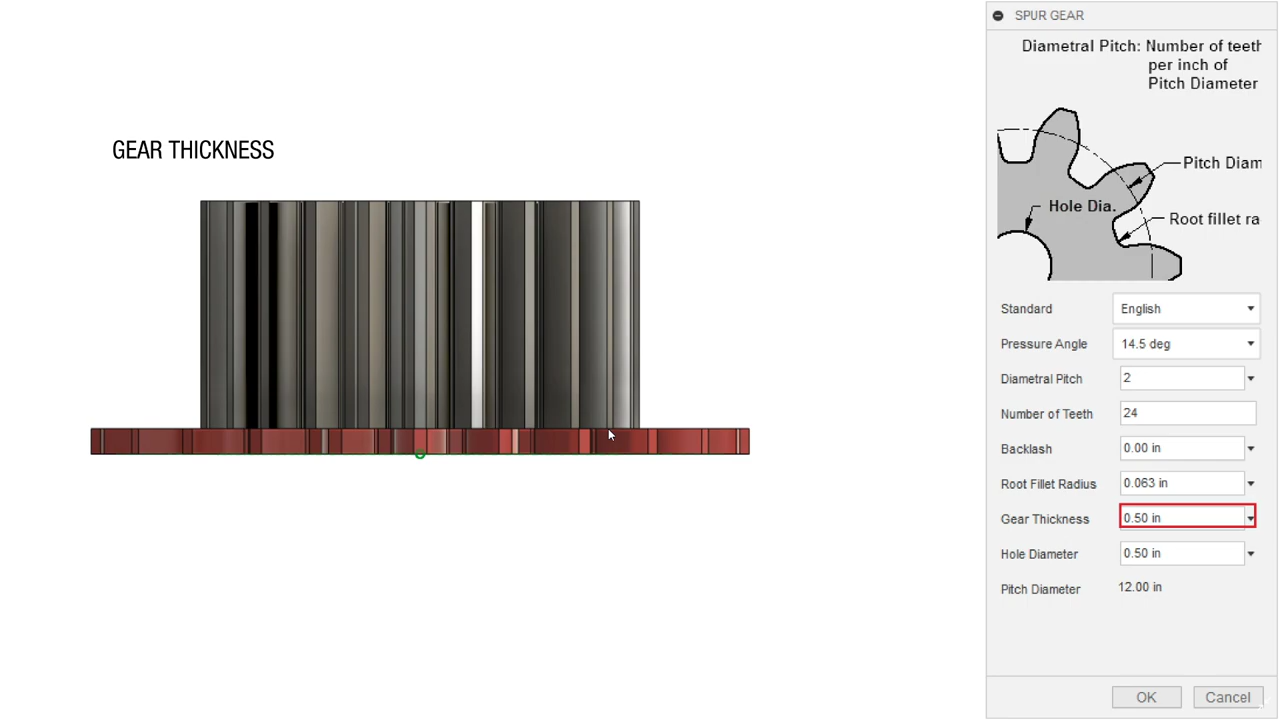 GEAR THICKNESS
SPUR GEAR
Diametral Pitch: Number of teeth
per inch of
Pitch Diameter
Pitch Diam
Hole Dia.
Root fillet ra
Standard English
Pressure Angle 14.5 deg
Diametral Pitch 2
Number of Teeth 24
Backlash 0.00 in
Root Fillet Radius 0.063 in
Gear Thickness 0.50 in
Hole Diameter 0.50 in
Pitch Diameter 12.00 in
OK Cancel